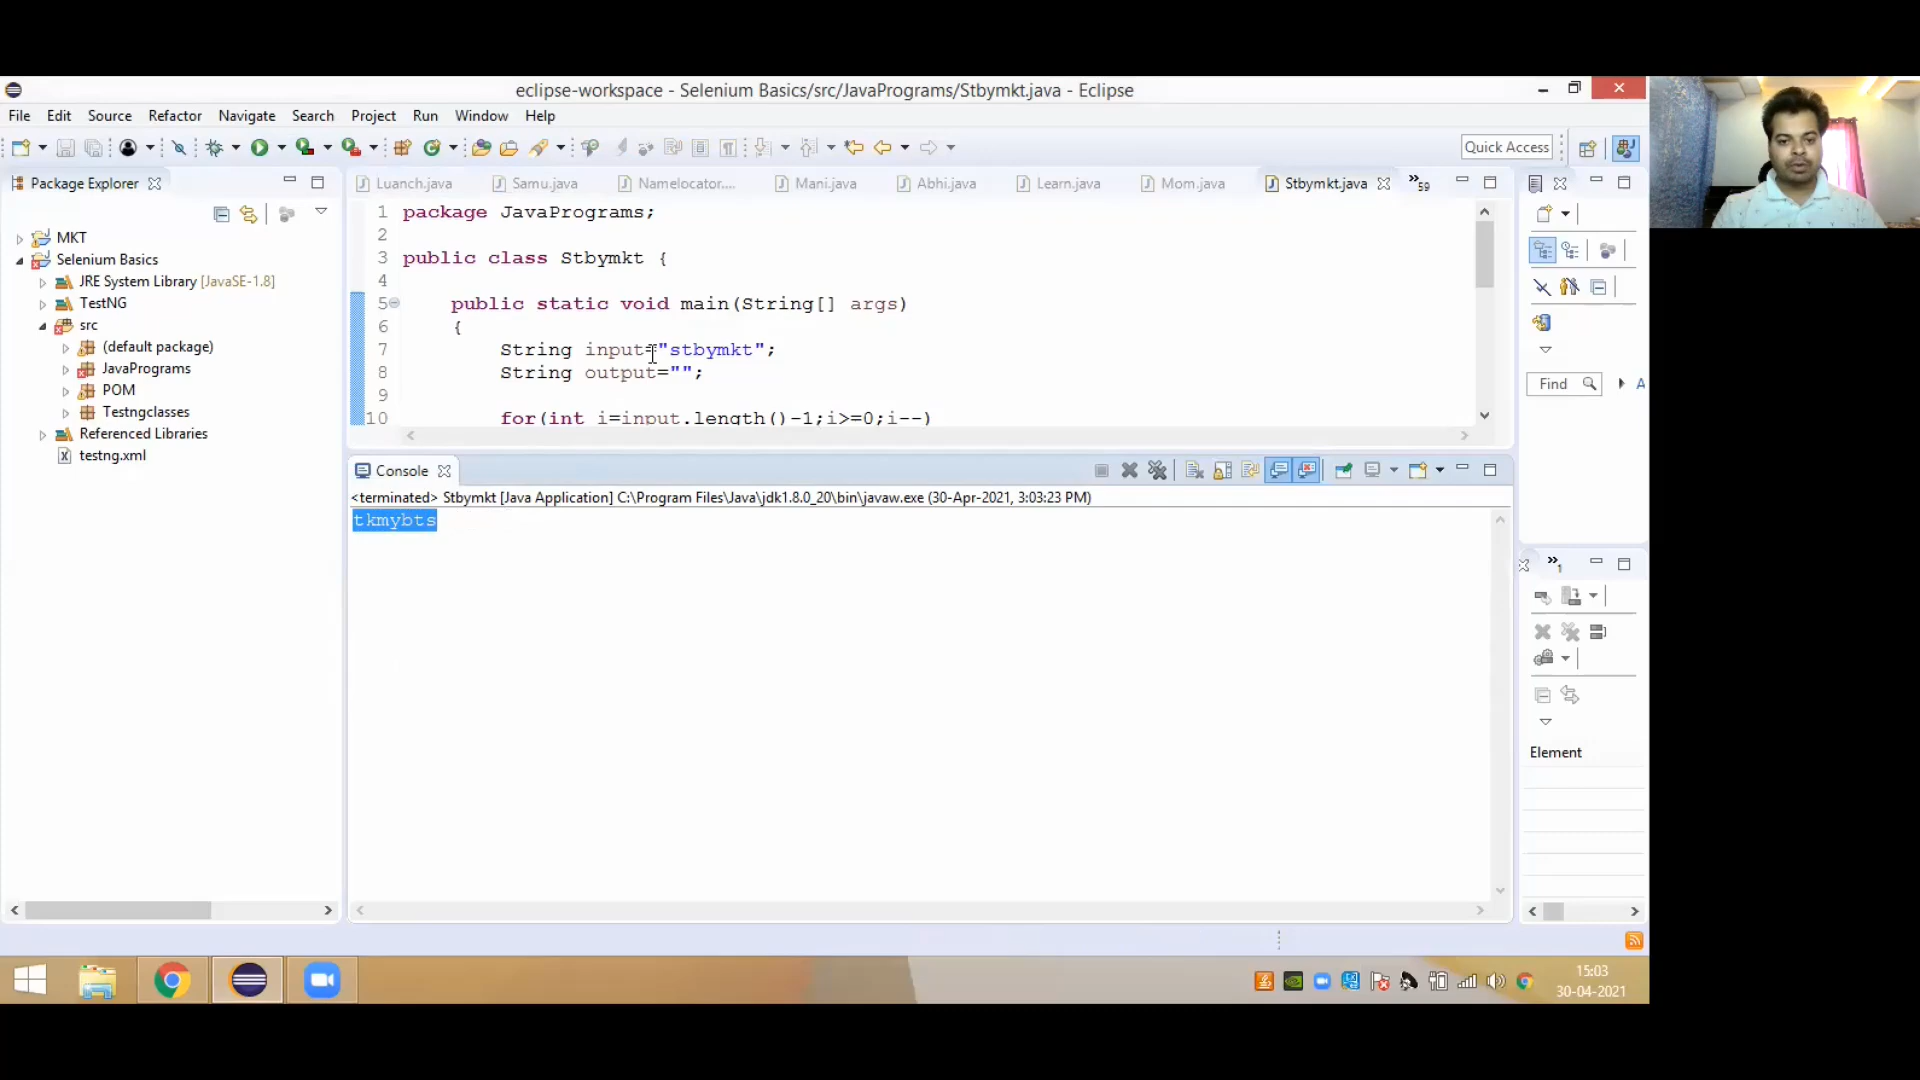 eclipse-workspace - Selenium Basics/src/JavaPrograms/Stbymkt.java - Eclipse
File Edit Source Refactor Navigate Search Project Run Window Help
Quick Access
Package Explorer
MKT
Selenium Basics
JRE System Library [JavaSE-1.8]
TestNG
src
(default package)
JavaPrograms
POM
Testngclasses
Referenced Libraries
testng.xml
Luanch.java Samu.java Namelocator.... Mani.java Abhi.java Learn.java Mom.java Stbymkt.java »59
1 package JavaPrograms;
2
3 public class Stbymkt {
4
5 public static void main(String[] args)
6 {
7 String input="stbymkt";
8 String output="";
9
10 for(int i=input.length()-1;i>=0;i--)
Console
<terminated> Stbymkt [Java Application] C:\Program Files\Java\jdk1.8.0_20\bin\javaw.exe (30-Apr-2021, 3:03:23 PM)
tkmybts
Find
A
»1
Element
15:03
30-04-2021